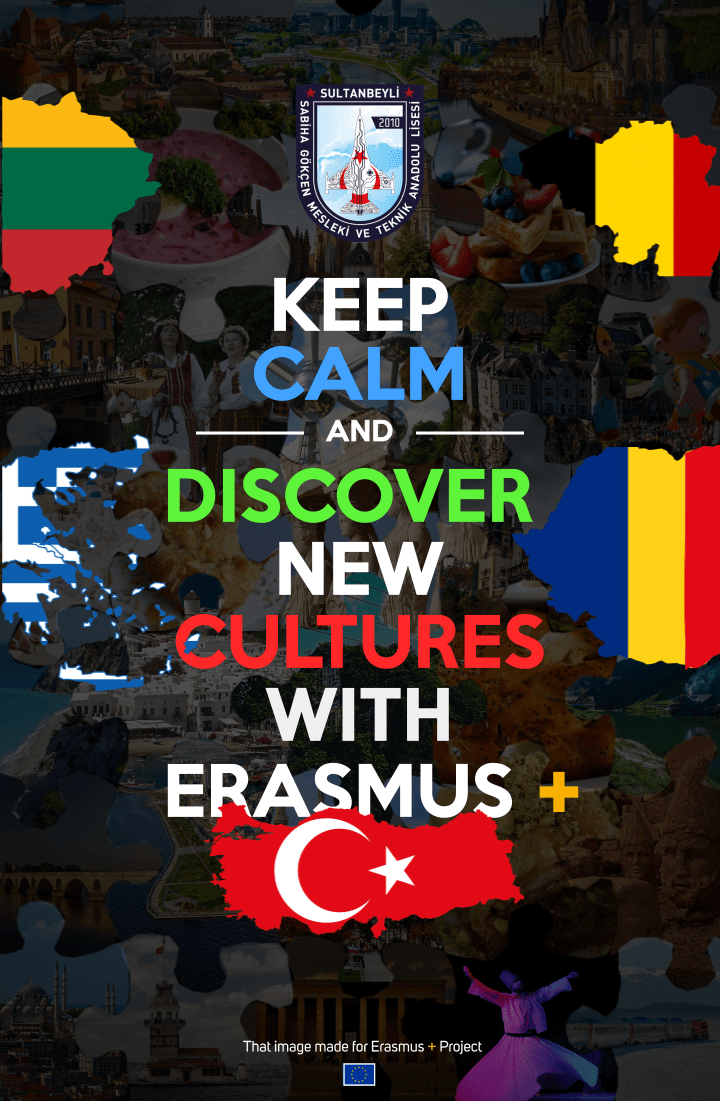 SULTANBEYLİ
SABİHA GÖKÇEN MESLEKİ VE TEKNİK ANADOLU LİSESİ
2010
KEEP
CALM
AND
DISCOVER
NEW
CULTURES
WITH
ERASMUS +
That image made for Erasmus + Project